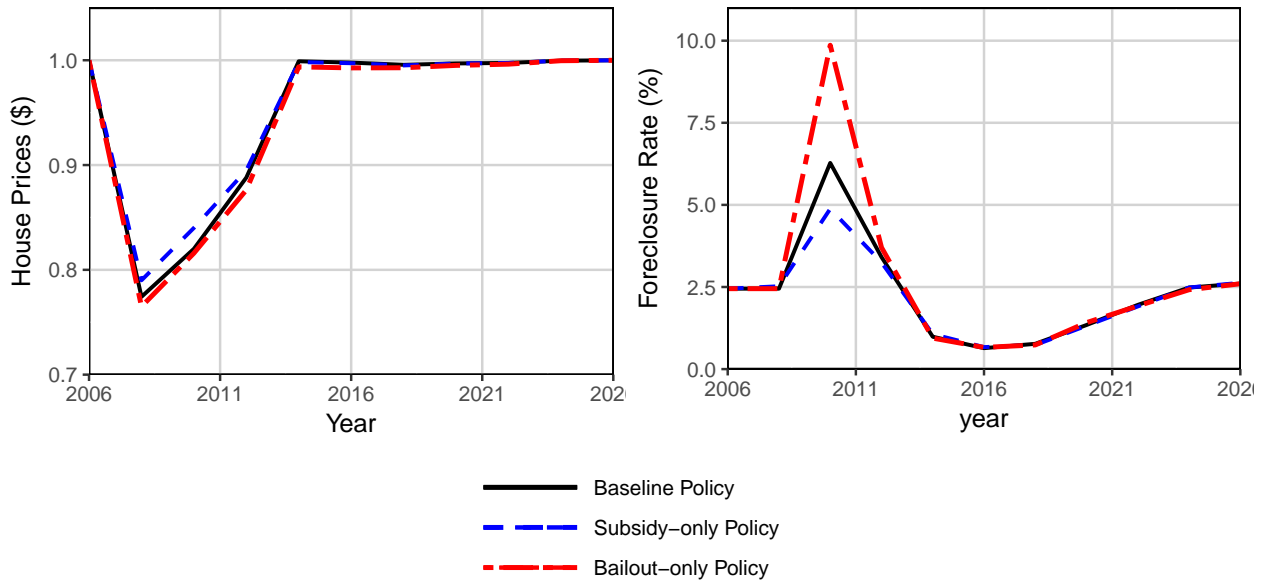 House Prices ($)
1.0
0.9
0.8
0.7
2006
2011
2016
2021
2026
Year
Foreclosure Rate (%)
10.0
7.5
5.0
2.5
0.0
2006
2011
2016
2021
202
year
Baseline Policy
Subsidy−only Policy
Bailout−only Policy